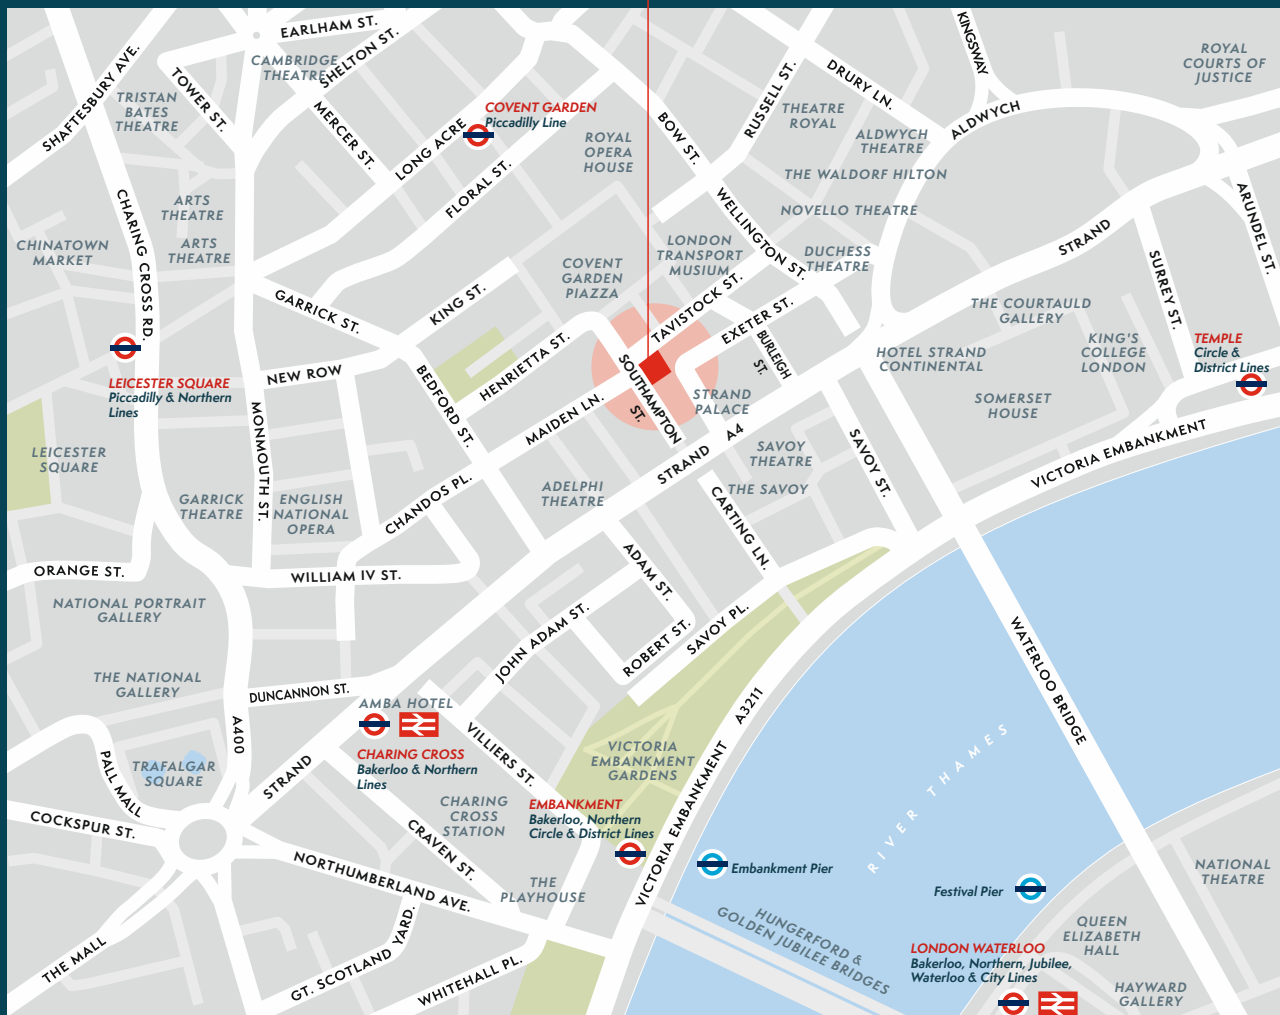 EARLHAM ST.
SHELTON ST.
CAMBRIDGE
THEATRE
SHAFTESBURY AVE.
TOWER ST.
TRISTAN
BATES
THEATRE
MERCER ST.
LONG ACRE
COVENT GARDEN
Piccadilly Line
FLORAL ST.
ROYAL
OPERA
HOUSE
BOW ST.
RUSSELL ST.
DRURY LN.
KINGSWAY
ROYAL
COURTS OF
JUSTICE
THEATRE
ROYAL
ALDWYCH
THEATRE
ALDWYCH
THE WALDORF HILTON
NOVELLO THEATRE
WELLINGTON ST.
DUCHESS
THEATRE
STRAND
ARUNDEL ST.
SURREY ST.
CHARING CROSS RD.
ARTS
THEATRE
ARTS
THEATRE
CHINATOWN
MARKET
GARRICK ST.
KING ST.
COVENT
GARDEN
PIAZZA
LONDON
TRANSPORT
MUSIUM
TAVISTOCK ST.
EXETER ST.
BURLEIGH
ST.
THE COURTAULD
GALLERY
KING'S
COLLEGE
LONDON
TEMPLE
Circle &
District Lines
HOTEL STRAND
CONTINENTAL
SOMERSET
HOUSE
LEICESTER SQUARE
Piccadilly & Northern
Lines
NEW ROW
BEDFORD ST.
HENRIETTA ST.
MAIDEN LN.
SOUTHAMPTON
ST.
STRAND
PALACE
A4
STRAND
SAVOY
THEATRE
THE SAVOY
SAVOY ST.
VICTORIA EMBANKMENT
LEICESTER
SQUARE
MONMOUTH ST.
GARRICK
THEATRE
ENGLISH
NATIONAL
OPERA
CHANDOS PL.
ADELPHI
THEATRE
CARTING LN.
ORANGE ST.
WILLIAM IV ST.
ADAM ST.
NATIONAL PORTRAIT
GALLERY
JOHN ADAM ST.
ROBERT ST.
SAVOY PL.
WATERLOO BRIDGE
THE NATIONAL
GALLERY
DUNCANNON ST.
AMBA HOTEL
A400
CHARING CROSS
Bakerloo & Northern
Lines
VILLIERS ST.
VICTORIA
EMBANKMENT
GARDENS
A3211
VICTORIA EMBANKMENT
RIVER THAMES
PALL MALL
TRAFALGAR
SQUARE
STRAND
COCKSPUR ST.
CHARING
CROSS
STATION
EMBANKMENT
Bakerloo, Northern
Circle & District Lines
CRAVEN ST.
NORTHUMBERLAND AVE.
THE
PLAYHOUSE
Embankment Pier
Festival Pier
NATIONAL
THEATRE
HUNGERFORD &
GOLDEN JUBILEE BRIDGES
QUEEN
ELIZABETH
HALL
LONDON WATERLOO
Bakerloo, Northern, Jubilee,
Waterloo & City Lines
HAYWARD
GALLERY
THE MALL
GT. SCOTLAND YARD.
WHITEHALL PL.